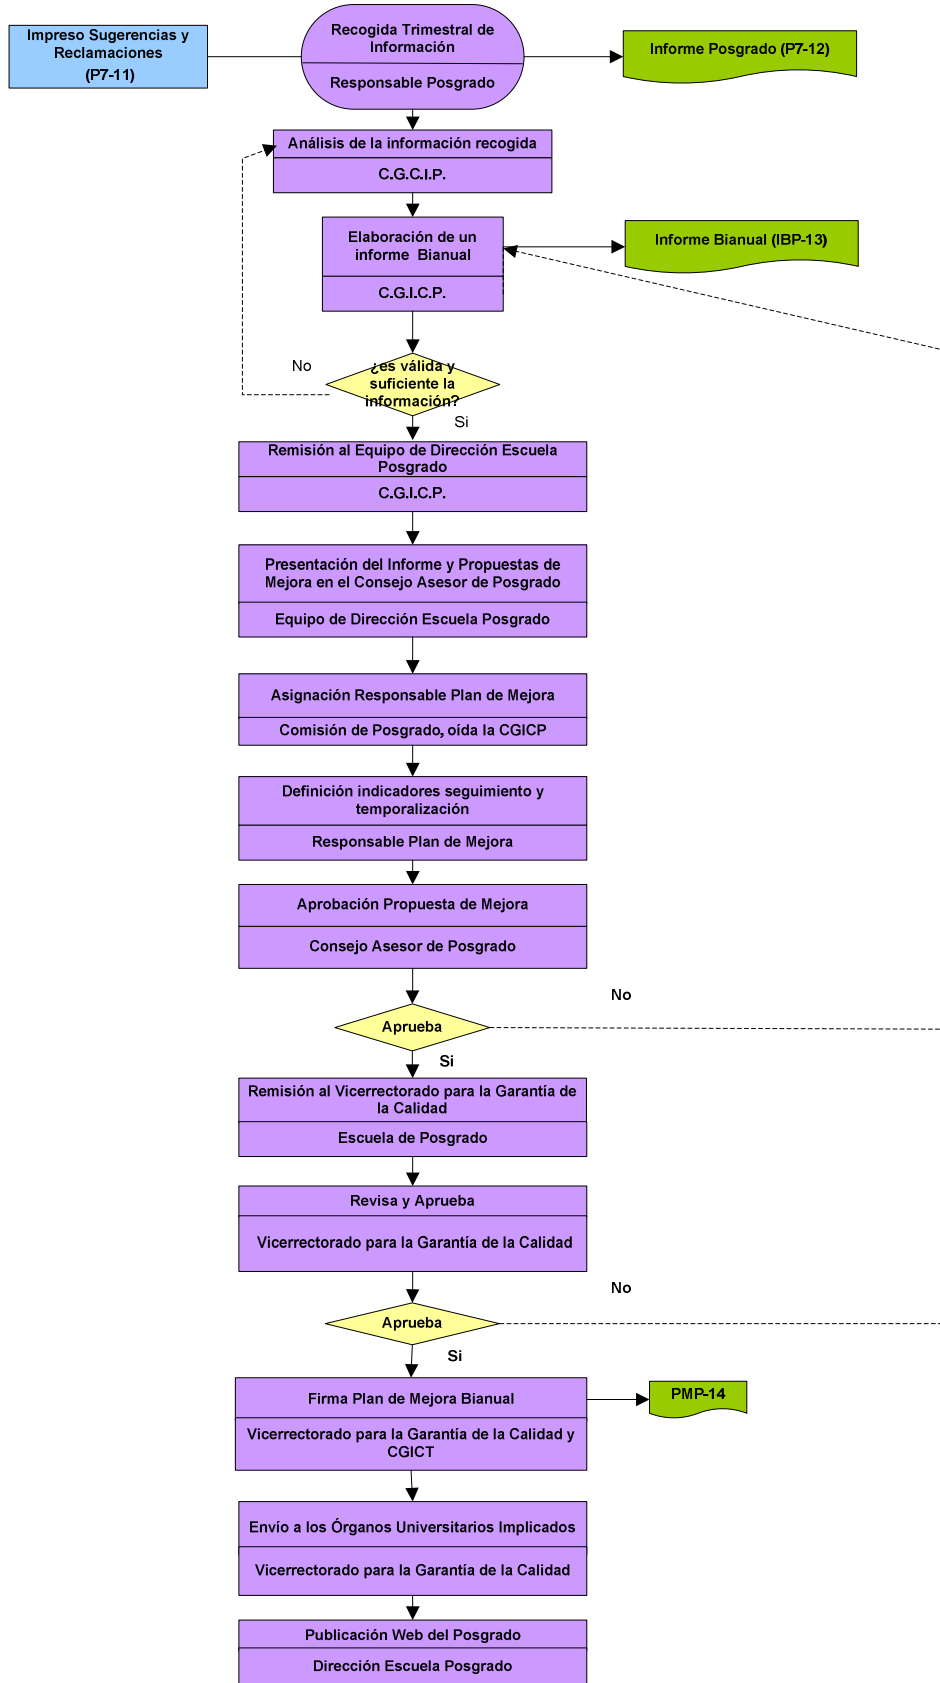 Impreso Sugerencias y
Reclamaciones
(P7-11)
Recogida Trimestral de
Información
Responsable Posgrado
Informe Posgrado (P7-12)
Análisis de la información recogida
C.G.C.I.P.
Elaboración de un
informe Bianual
C.G.I.C.P.
Informe Bianual (IBP-13)
No
¿es válida y
suficiente la
información?
Si
Remisión al Equipo de Dirección Escuela
Posgrado
C.G.I.C.P.
Presentación del Informe y Propuestas de
Mejora en el Consejo Asesor de Posgrado
Equipo de Dirección Escuela Posgrado
Asignación Responsable Plan de Mejora
Comisión de Posgrado, oída la CGICP
Definición indicadores seguimiento y
temporalización
Responsable Plan de Mejora
Aprobación Propuesta de Mejora
Consejo Asesor de Posgrado
No
Aprueba
Si
Remisión al Vicerrectorado para la Garantía de
la Calidad
Escuela de Posgrado
Revisa y Aprueba
Vicerrectorado para la Garantía de la Calidad
No
Aprueba
Si
Firma Plan de Mejora Bianual
PMP-14
Vicerrectorado para la Garantía de la Calidad y
CGICT
Envío a los Órganos Universitarios Implicados
Vicerrectorado para la Garantía de la Calidad
Publicación Web del Posgrado
Dirección Escuela Posgrado